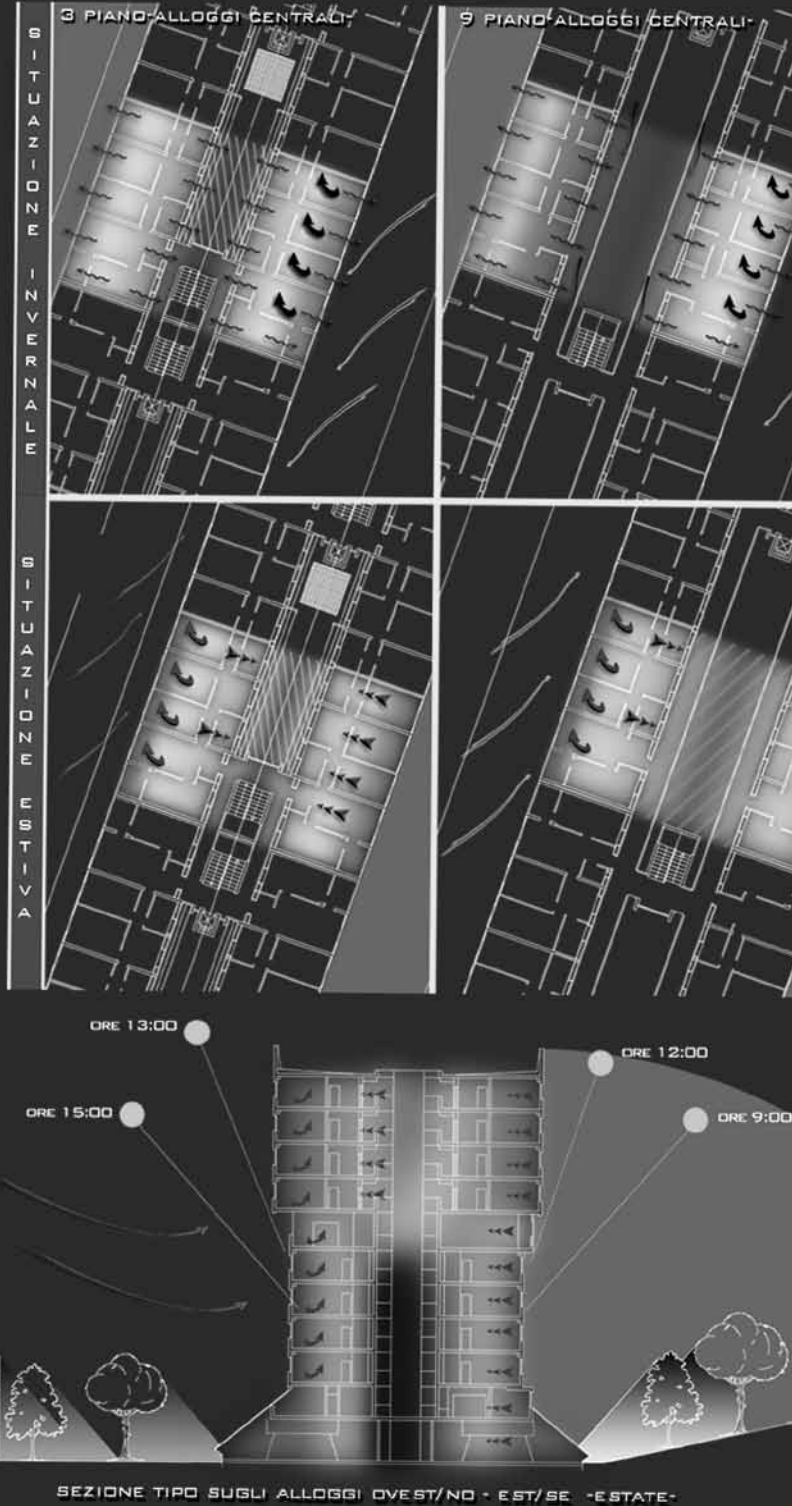 3 PIANO-ALLOGGI CENTRALI-
9 PIANO-ALLOGGI CENTRALI-
SITUAZIONE INVERNALE
SITUAZIONE ESTIVA
ORE 13:00
ORE 12:00
ORE 15:00
ORE 9:00
SEZIONE TIPO SUGLI ALLOGGI OVEST/NO - EST/SE -ESTATE-